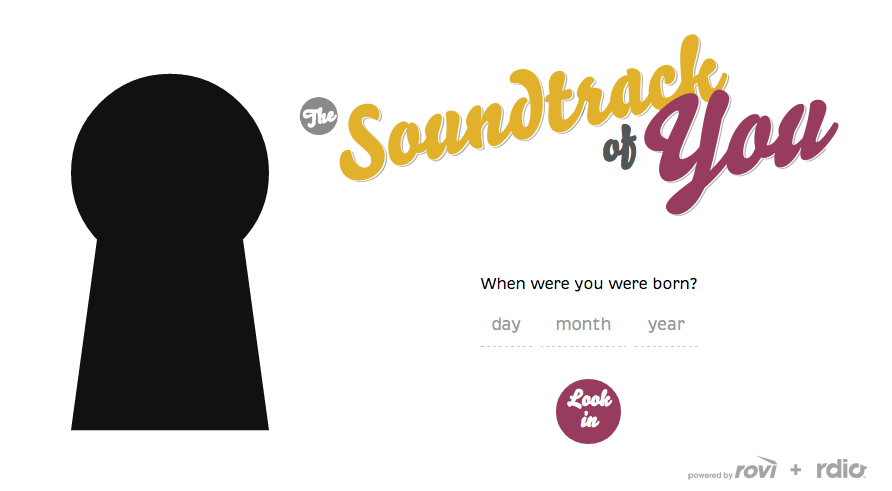 The
Soundtrack
of You
When were you were born?
day month year
Look
in
powered by rovi + rdio